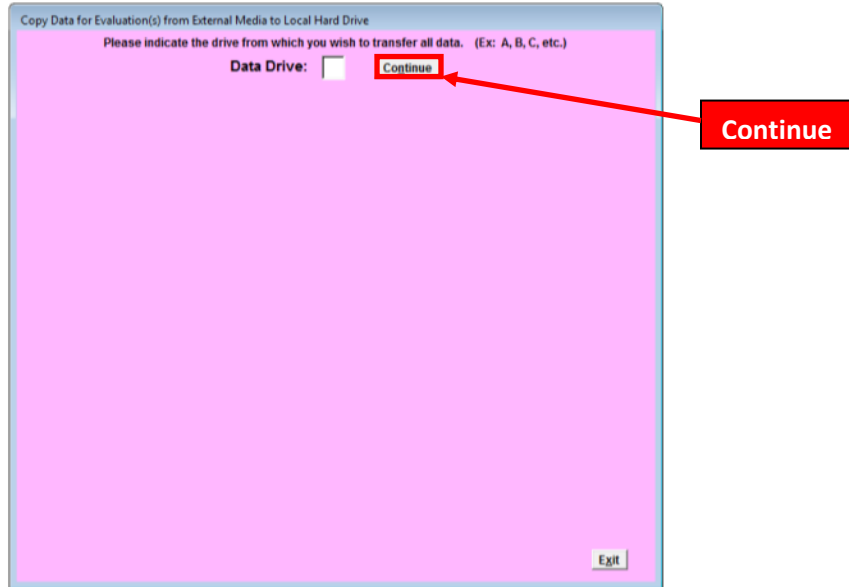 Copy Data for Evaluation(s) from External Media to Local Hard Drive
Please indicate the drive from which you wish to transfer all data. (Ex: A, B, C, etc.)
Data Drive: Continue
Continue
Exit